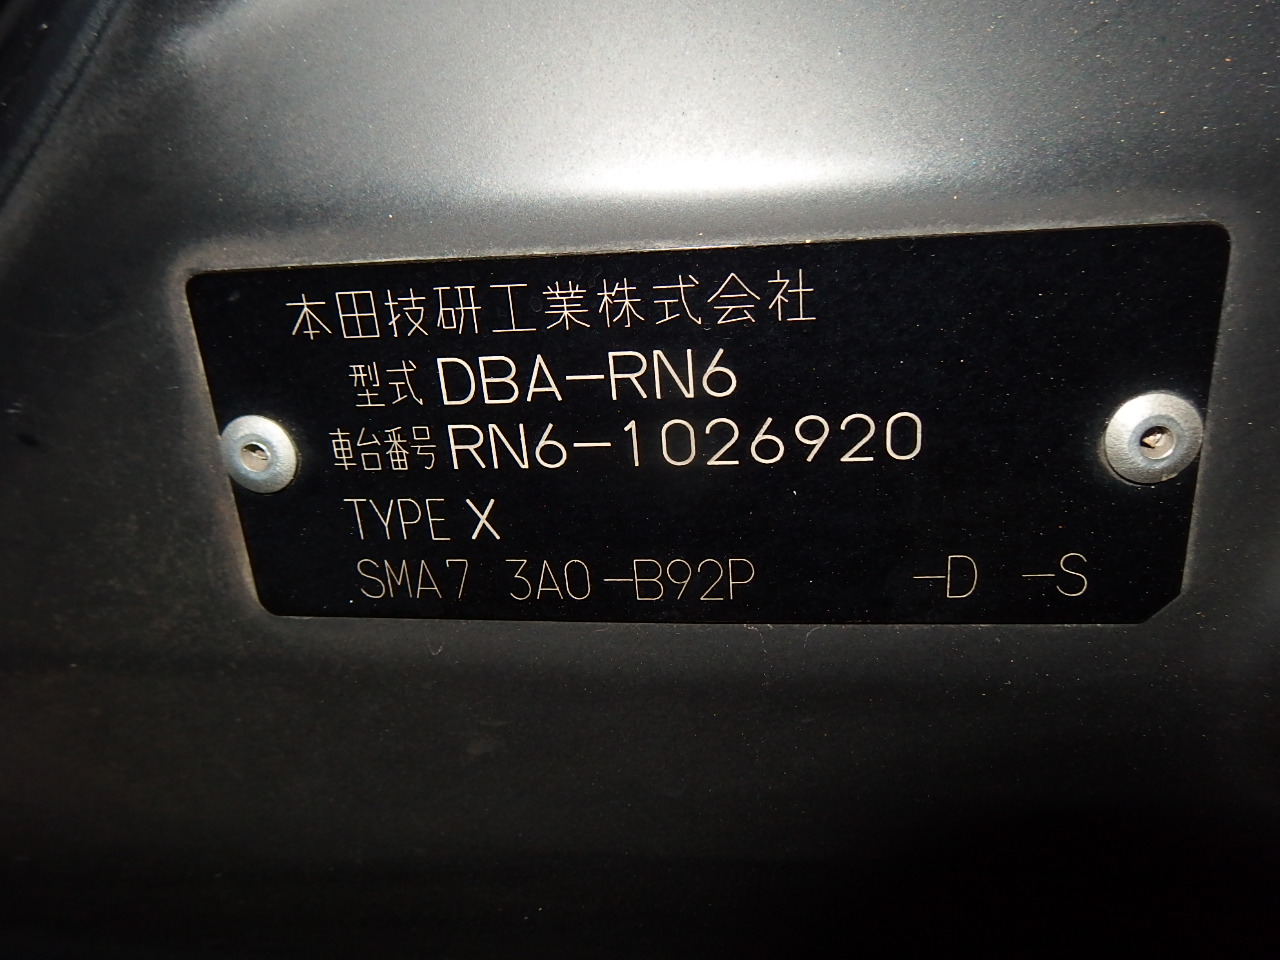 本田技研工業株式会社
型式 DBA-RN6
車台番号 RN6-1026920
TYPE X
SMA7 3A0-B92P -D -S